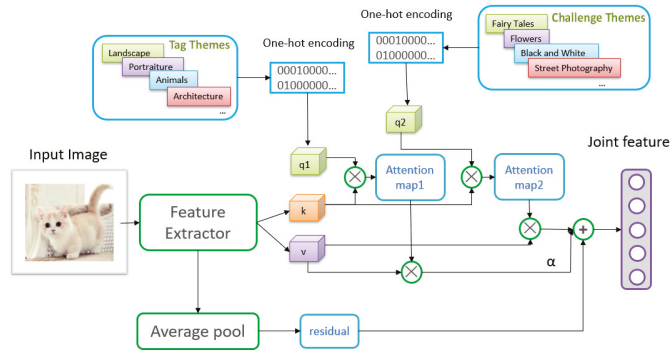 One-hot encoding
Challenge Themes
Fairy Tales
Flowers
Black and White
Street Photography
...
00010000...
01000000...
Tag Themes
Landscape
Portraiture
Animals
Architecture
...
One-hot encoding
00010000...
01000000...
q2
Input Image
q1
Attention
map1
Attention
map2
Joint feature
Feature
Extractor
k
v
α
Average pool
residual